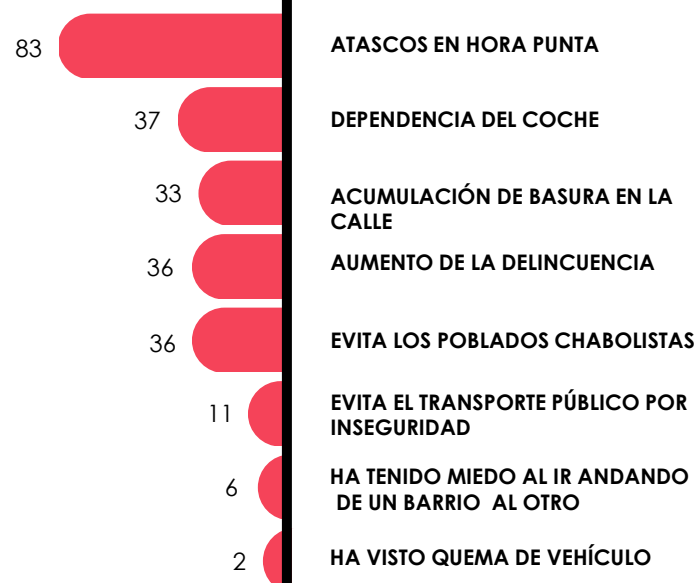 83 ATASCOS EN HORA PUNTA
37 DEPENDENCIA DEL COCHE
33 ACUMULACIÓN DE BASURA EN LA
CALLE
36 AUMENTO DE LA DELINCUENCIA
36 EVITA LOS POBLADOS CHABOLISTAS
11 EVITA EL TRANSPORTE PÚBLICO POR
INSEGURIDAD
6 HA TENIDO MIEDO AL IR ANDANDO
DE UN BARRIO AL OTRO
2 HA VISTO QUEMA DE VEHÍCULO